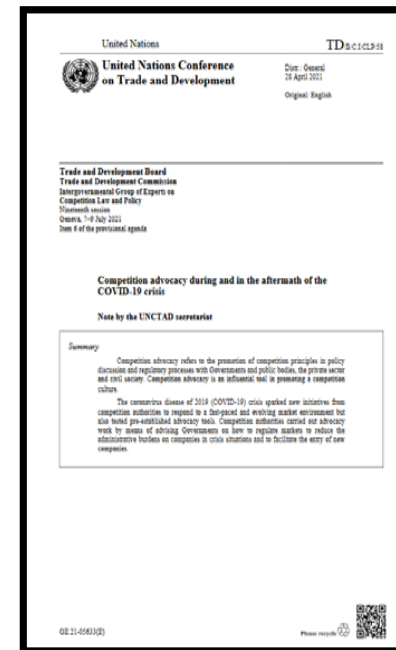 United Nations
TD/B/C.I/CLP/58
United Nations Conference
on Trade and Development
Distr.: General
28 April 2021
Original: English
Trade and Development Board
Trade and Development Commission
Intergovernmental Group of Experts on
Competition Law and Policy
Nineteenth session
Geneva, 7–9 July 2021
Item 6 of the provisional agenda
Competition advocacy during and in the aftermath of the
COVID-19 crisis
Note by the UNCTAD secretariat
Summary
Competition advocacy refers to the promotion of competition principles in policy
discussion and regulatory processes with Governments and public bodies, the private sector
and civil society. Competition advocacy is an influential tool in promoting a competition
culture.
The coronavirus disease of 2019 (COVID-19) crisis sparked new initiatives from
competition authorities to respond to a fast-paced and evolving market environment but
also tested pre-established advocacy tools. Competition authorities carried out advocacy
work by means of advising Governments on how to regulate markets to reduce the
administrative burdens on companies in crisis situations and to facilitate the entry of new
companies.
GE.21-05633(E)
Please recycle